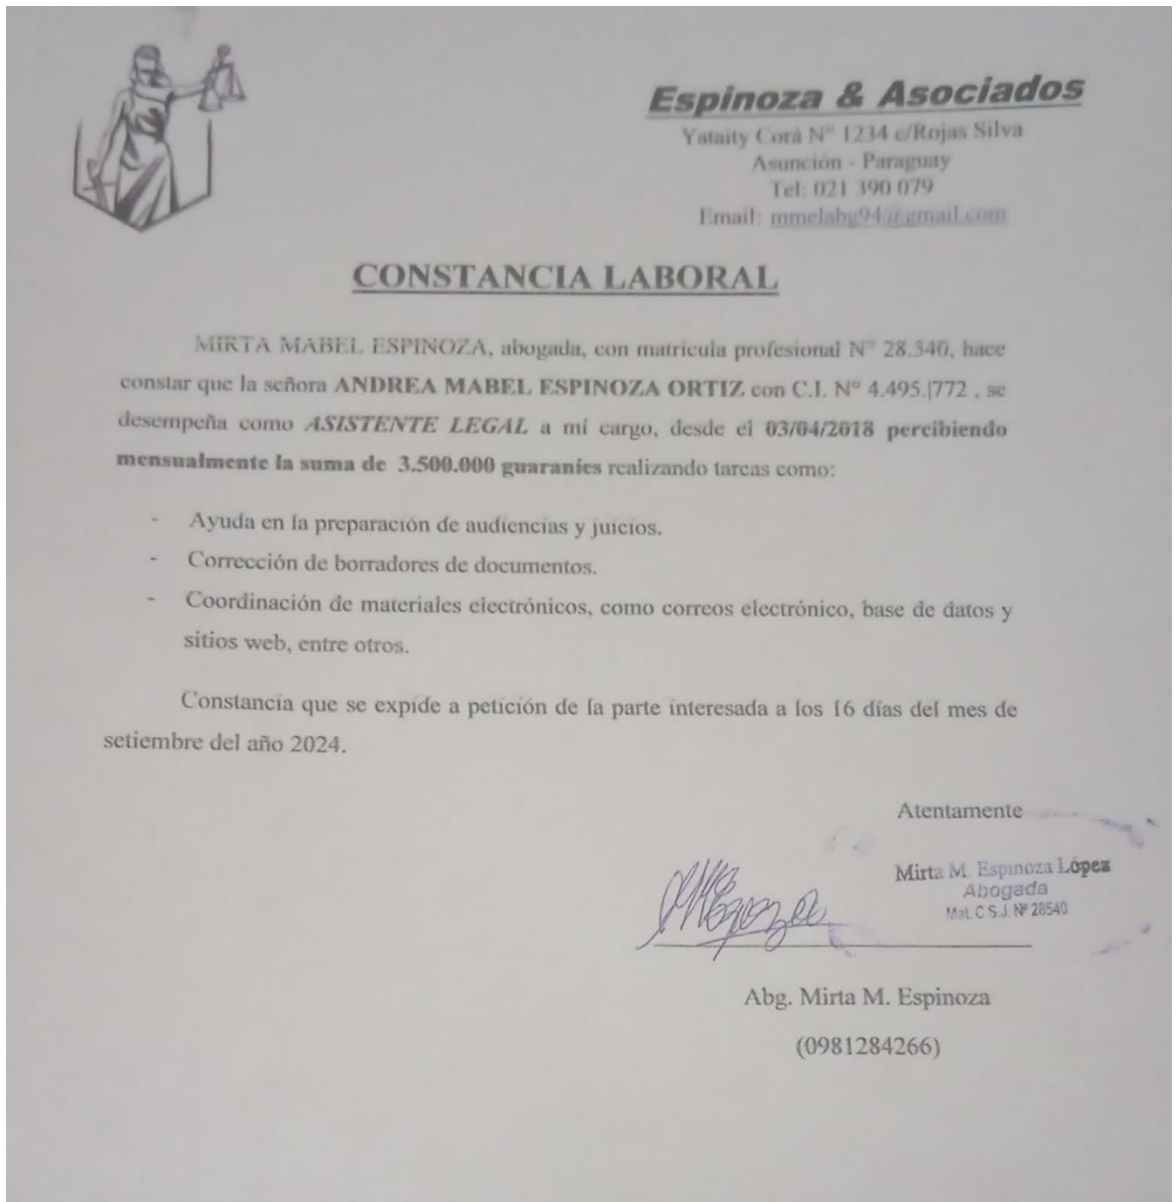 Espinoza & Asociados
Yataity Corá N° 1234 c/Rojas Silva
Asunción - Paraguay
Tel: 021 390 079
Email: mmelabg94@gmail.com
CONSTANCIA LABORAL
MIRTA MABEL ESPINOZA, abogada, con matrícula profesional N° 28.540, hace
constar que la señora ANDREA MABEL ESPINOZA ORTIZ con C.I. N° 4.495.|772 , se
desempeña como ASISTENTE LEGAL a mí cargo, desde el 03/04/2018 percibiendo
mensualmente la suma de 3.500.000 guaraníes realizando tareas como:
- Ayuda en la preparación de audiencias y juicios.
- Corrección de borradores de documentos.
- Coordinación de materiales electrónicos, como correos electrónico, base de datos y
sitios web, entre otros.
Constancia que se expide a petición de la parte interesada a los 16 días del mes de
setiembre del año 2024.
Atentamente
Mirta M. Espinoza López
Abogada
Mat. C.S.J. Nº 28540
Abg. Mirta M. Espinoza
(0981284266)